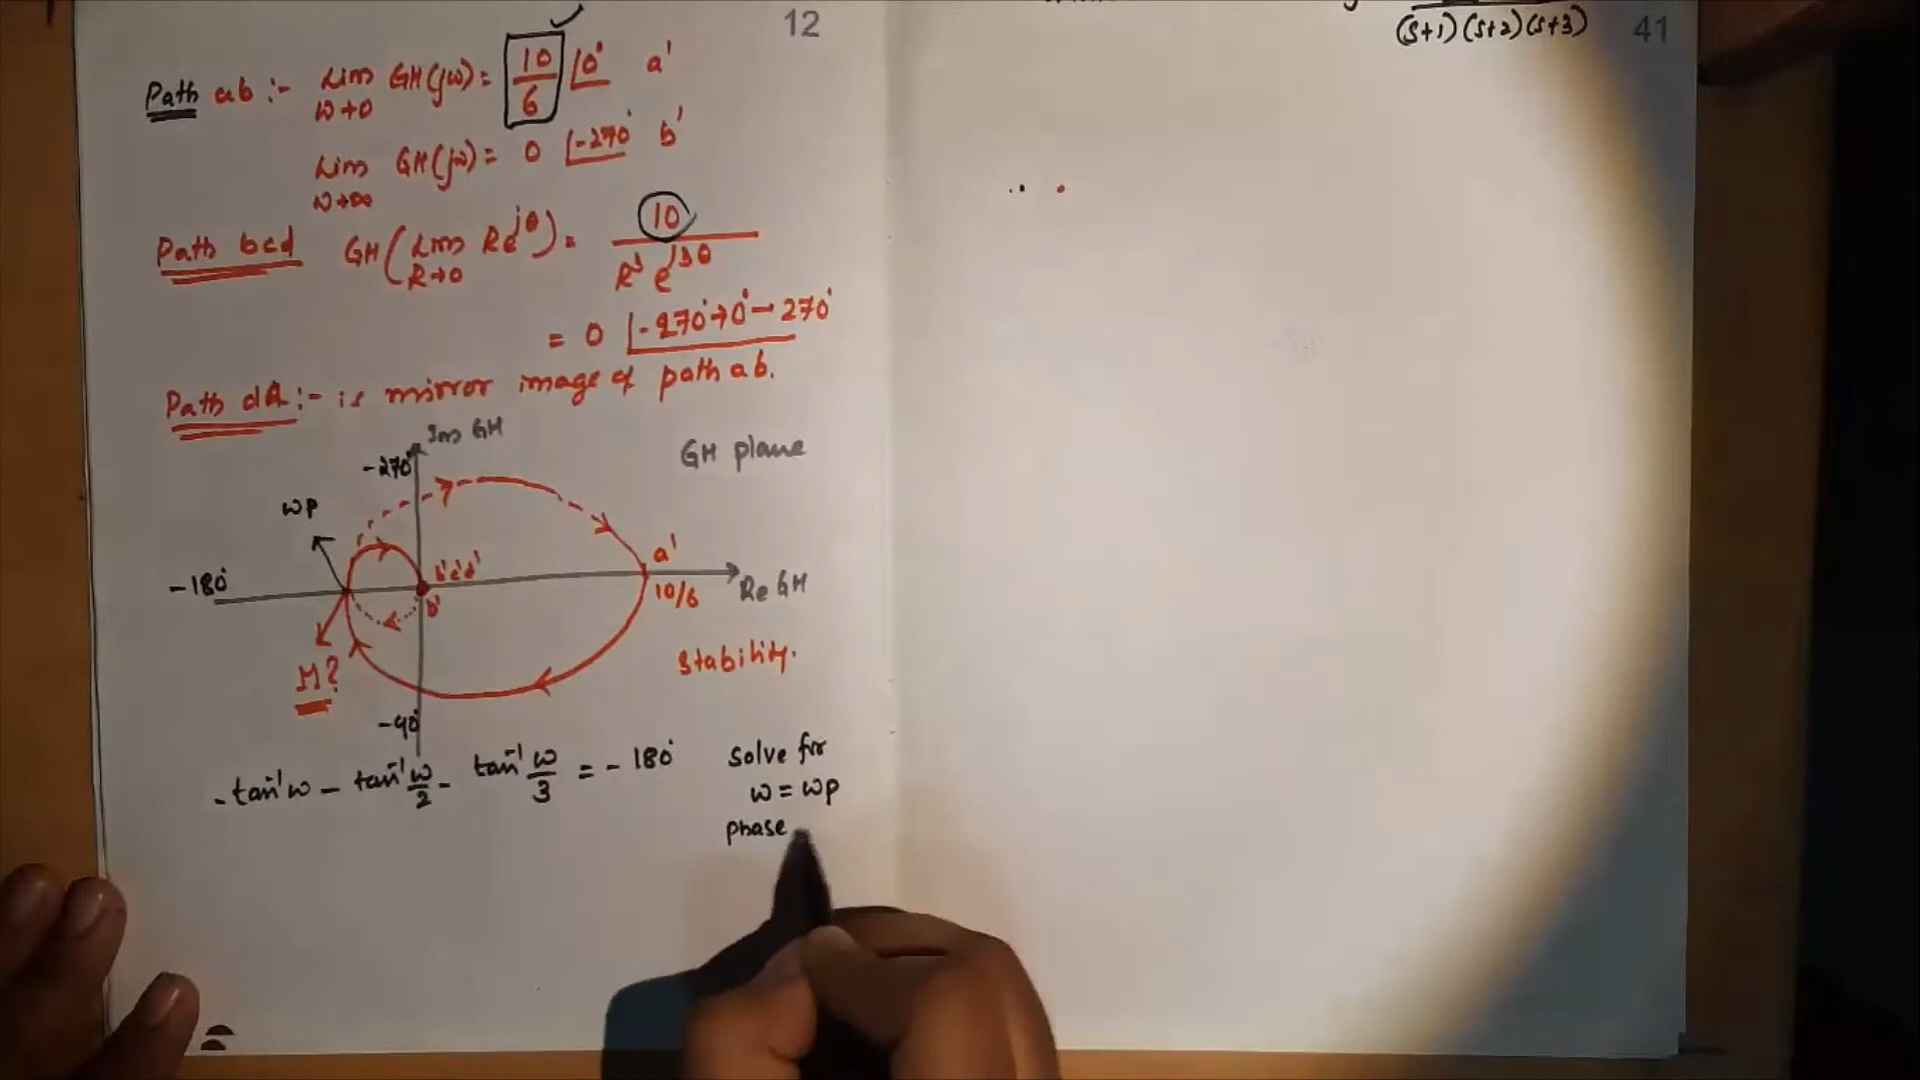 12
Path ab :- Lim ω→0 GH(jω) = 10/6 ∠0° a'
Lim ω→∞ GH(jω) = 0 ∠-270° b'
Path bcd GH(Lim R→0 Re^jθ) = 10 / R³ e^j3θ
= 0 ∠-270°→0°→270°
Path da :- is mirror image of path ab.
Im GH
GH plane
-270°
ωp
a'
b'c'd'
-180°
10/6
Re GH
b'
M?
Stability.
-90°
-tan⁻¹ω - tan⁻¹ω/2 - tan⁻¹ω/3 = -180°
Solve for
ω = ωp
phase
(s+1)(s+2)(s+3)
41